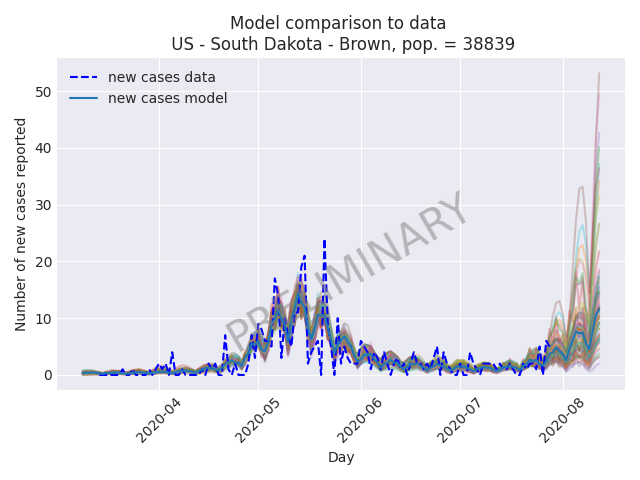 Model comparison to data
US - South Dakota - Brown, pop. = 38839
new cases data
new cases model
PRELIMINARY
Number of new cases reported
50
40
30
20
10
0
2020-04
2020-05
2020-06
2020-07
2020-08
Day